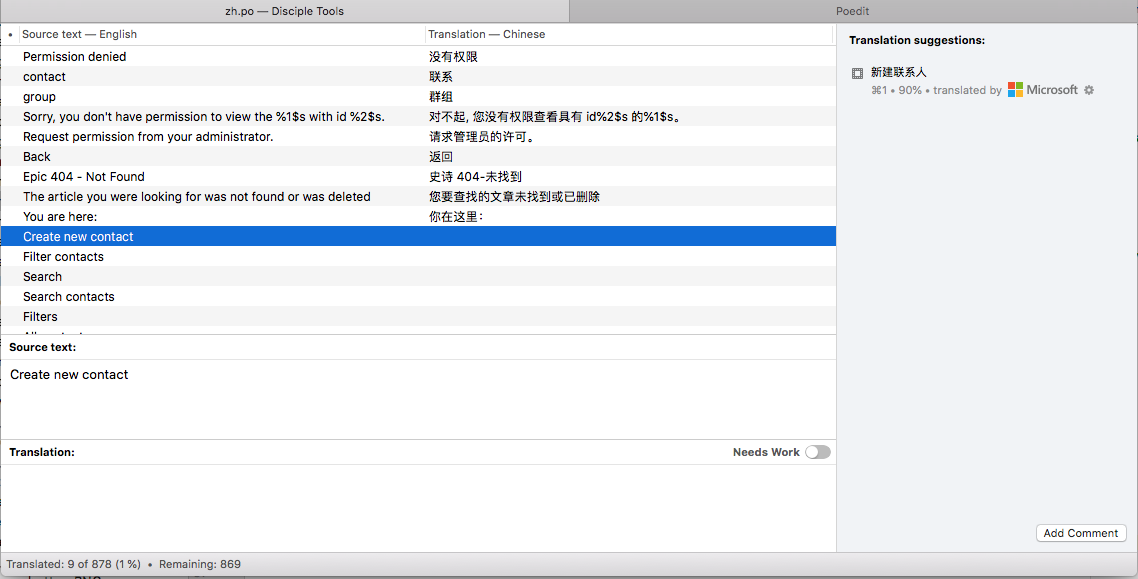 zh.po — Disciple Tools
Poedit
• Source text — English
Translation — Chinese
Permission denied
没有权限
contact
联系
group
群组
Sorry, you don't have permission to view the %1$s with id %2$s.
对不起, 您没有权限查看具有 id%2$s 的%1$s。
Request permission from your administrator.
请求管理员的许可。
Back
返回
Epic 404 - Not Found
史诗 404-未找到
The article you were looking for was not found or was deleted
您要查找的文章未找到或已删除
You are here:
你在这里:
Create new contact
Filter contacts
Search
Search contacts
Filters
Source text:
Create new contact
Translation:
Needs Work
Translated: 9 of 878 (1 %) • Remaining: 869
Translation suggestions:
新建联系人
⌘1 • 90% • translated by Microsoft
Add Comment